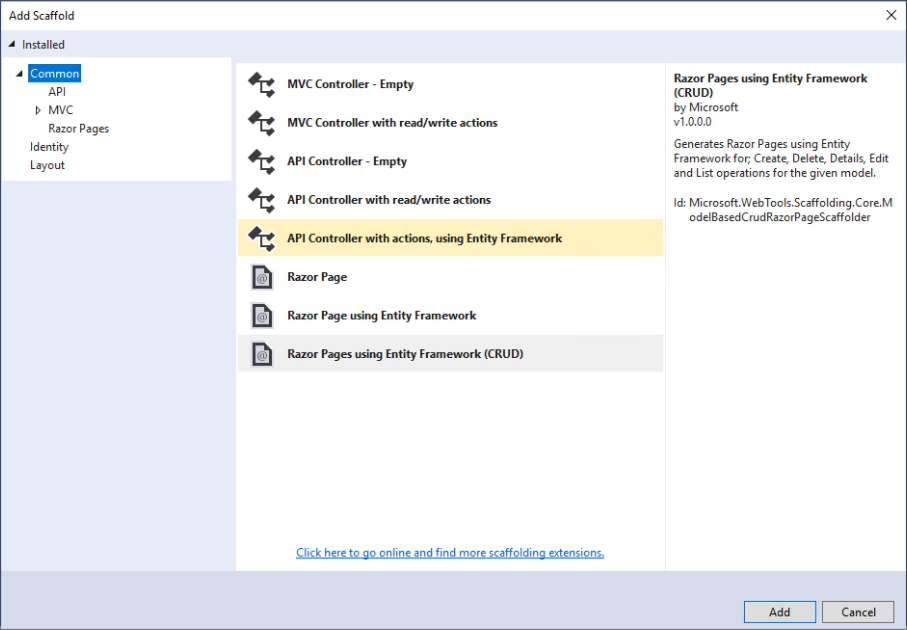 Add Scaffold
Installed
Common
API
MVC
Razor Pages
Identity
Layout
MVC Controller - Empty
MVC Controller with read/write actions
API Controller - Empty
API Controller with read/write actions
API Controller with actions, using Entity Framework
Razor Page
Razor Page using Entity Framework
Razor Pages using Entity Framework (CRUD)
Click here to go online and find more scaffolding extensions.
Razor Pages using Entity Framework
(CRUD)
by Microsoft
v1.0.0.0
Generates Razor Pages using Entity
Framework for; Create, Delete, Details, Edit
and List operations for the given model.
Id: Microsoft.WebTools.Scaffolding.Core.M
odelBasedCrudRazorPageScaffolder
Add
Cancel